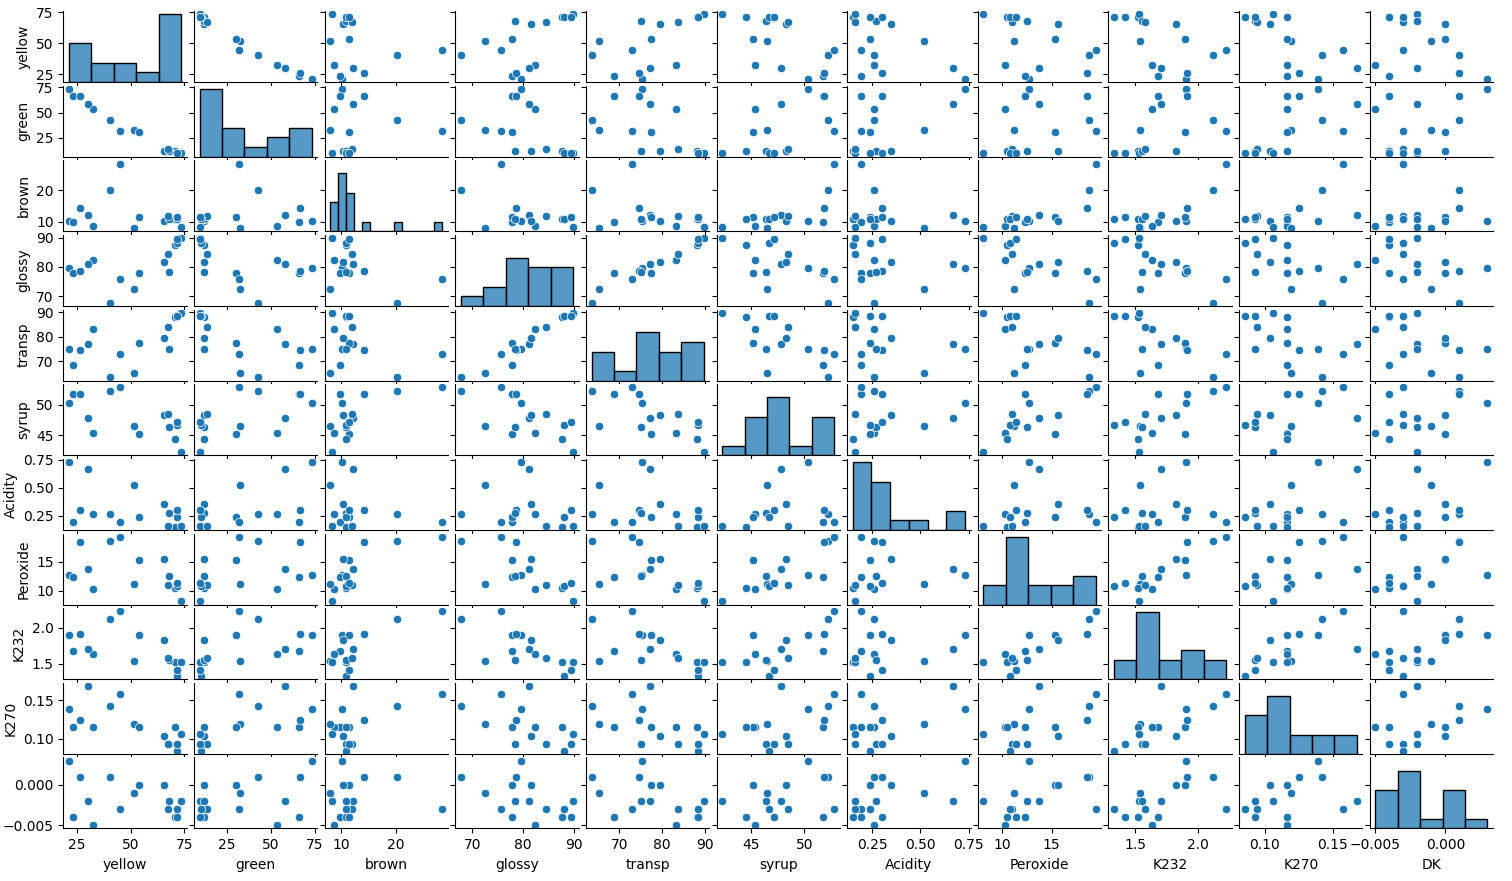 75
50
25
yellow
75
50
25
green
20
10
brown
90
80
70
glossy
90
80
70
transp
50
45
syrup
0.75
0.50
0.25
Acidity
15
10
Peroxide
2.0
1.5
K232
0.15
0.10
K270
0.000
−0.005
25 50 75 25 50 75 10 20 70 80 90 70 80 90 45 50 0.25 0.50 0.75 10 15 1.5 2.0 0.10 0.15 −0.005 0.000
yellow green brown glossy transp syrup Acidity Peroxide K232 K270 DK